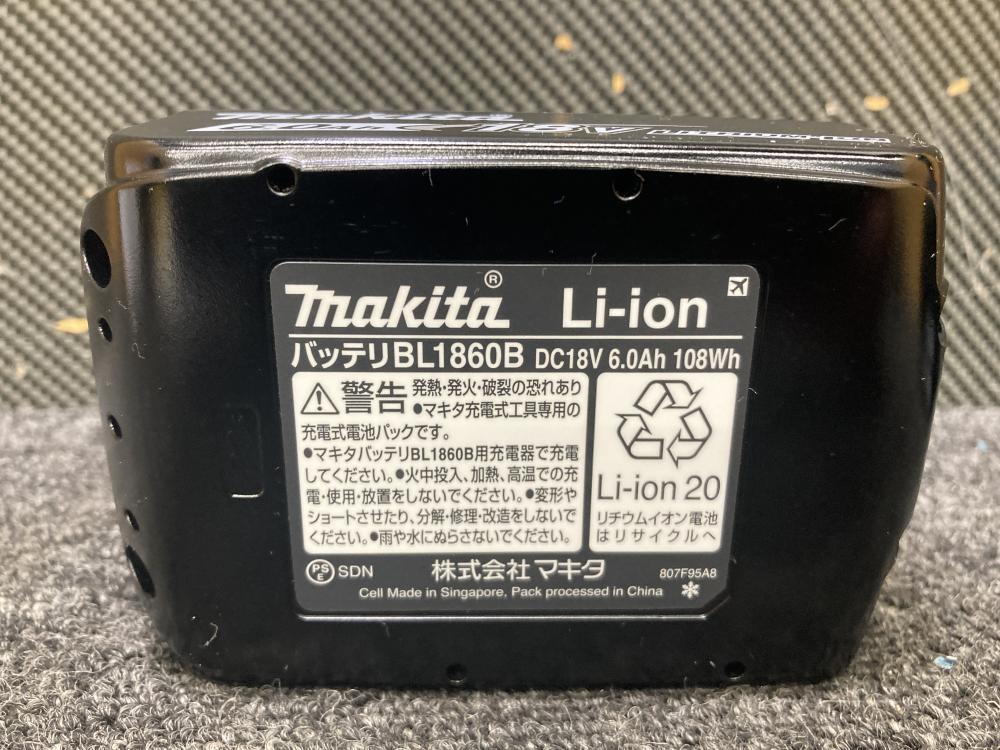 makita® Li-ion
バッテリBL1860B DC18V 6.0Ah 108Wh
警告 発熱・発火・破裂の恐れあり
●マキタ充電式工具専用の
充電式電池パックです。
●マキタバッテリBL1860B用充電器で充電
してください。●火中投入、加熱、高温での充
電・使用・放置をしないでください。●変形や
ショートさせたり、分解・修理・改造をしないで
ください。●雨や水にぬらさないでください。
Li-ion 20
リチウムイオン電池
はリサイクルへ
PSE SDN 株式会社マキタ 807F95A8
Cell Made in Singapore, Pack processed in China